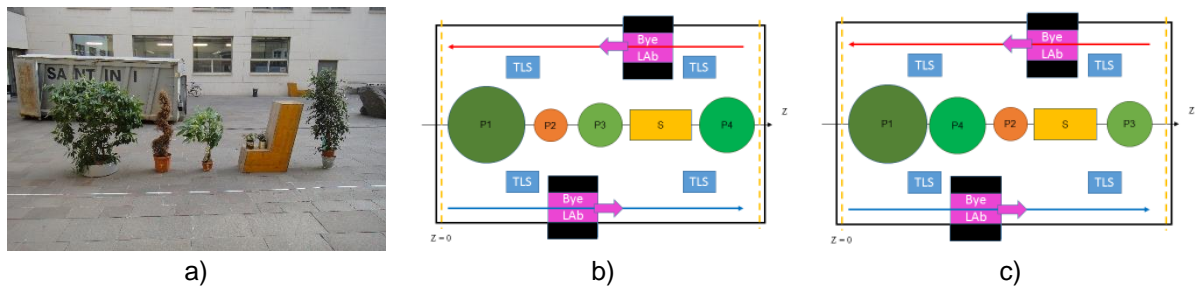 SANTINI
a)
Bye
LAb
TLS
TLS
P1
P2
P3
S
P4
Z
TLS
TLS
Bye
LAb
Z = 0
b)
Bye
LAb
TLS
TLS
P1
P4
P2
S
P3
Z
TLS
TLS
Bye
LAb
Z = 0
c)